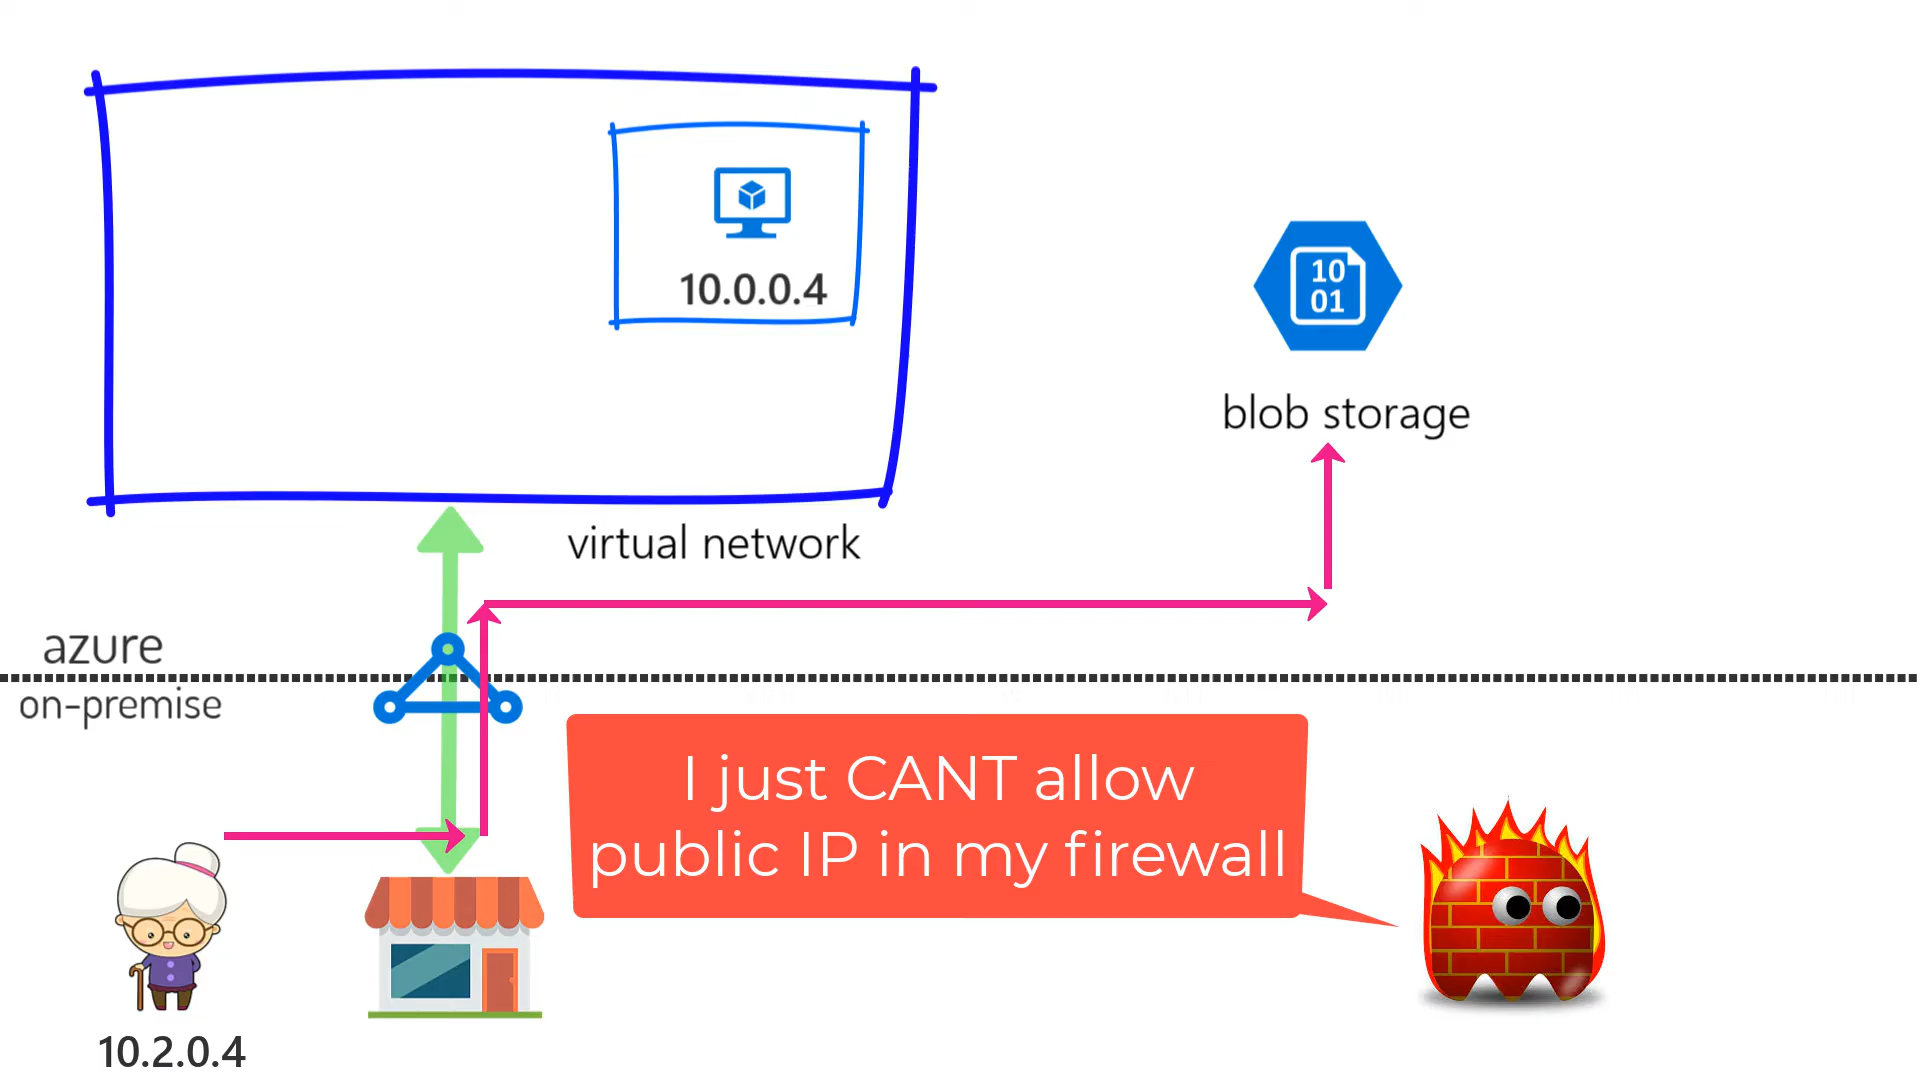 10.0.0.4
10
01
blob storage
virtual network
azure
on-premise
I just CANT allow
public IP in my firewall
10.2.0.4